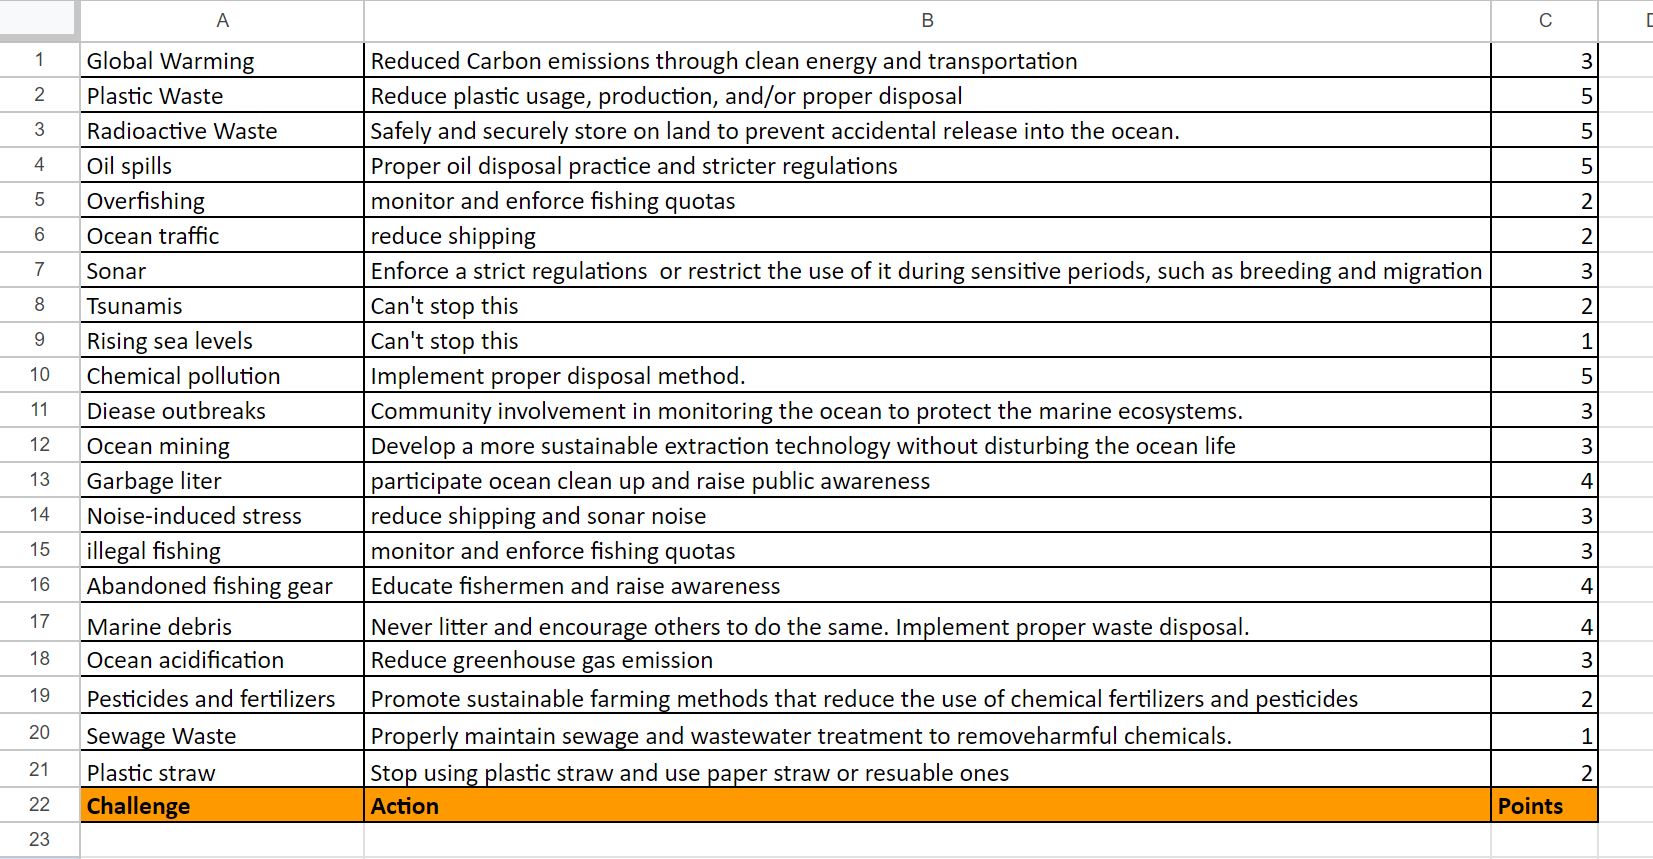 A B C
1 Global Warming Reduced Carbon emissions through clean energy and transportation 3
2 Plastic Waste Reduce plastic usage, production, and/or proper disposal 5
3 Radioactive Waste Safely and securely store on land to prevent accidental release into the ocean. 5
4 Oil spills Proper oil disposal practice and stricter regulations 5
5 Overfishing monitor and enforce fishing quotas 2
6 Ocean traffic reduce shipping 2
7 Sonar Enforce a strict regulations  or restrict the use of it during sensitive periods, such as breeding and migration 3
8 Tsunamis Can't stop this 2
9 Rising sea levels Can't stop this 1
10 Chemical pollution Implement proper disposal method. 5
11 Diease outbreaks Community involvement in monitoring the ocean to protect the marine ecosystems. 3
12 Ocean mining Develop a more sustainable extraction technology without disturbing the ocean life 3
13 Garbage liter participate ocean clean up and raise public awareness 4
14 Noise-induced stress reduce shipping and sonar noise 3
15 illegal fishing monitor and enforce fishing quotas 3
16 Abandoned fishing gear Educate fishermen and raise awareness 4
17 Marine debris Never litter and encourage others to do the same. Implement proper waste disposal. 4
18 Ocean acidification Reduce greenhouse gas emission 3
19 Pesticides and fertilizers Promote sustainable farming methods that reduce the use of chemical fertilizers and pesticides 2
20 Sewage Waste Properly maintain sewage and wastewater treatment to removeharmful chemicals. 1
21 Plastic straw Stop using plastic straw and use paper straw or resuable ones 2
22 Challenge Action Points
23